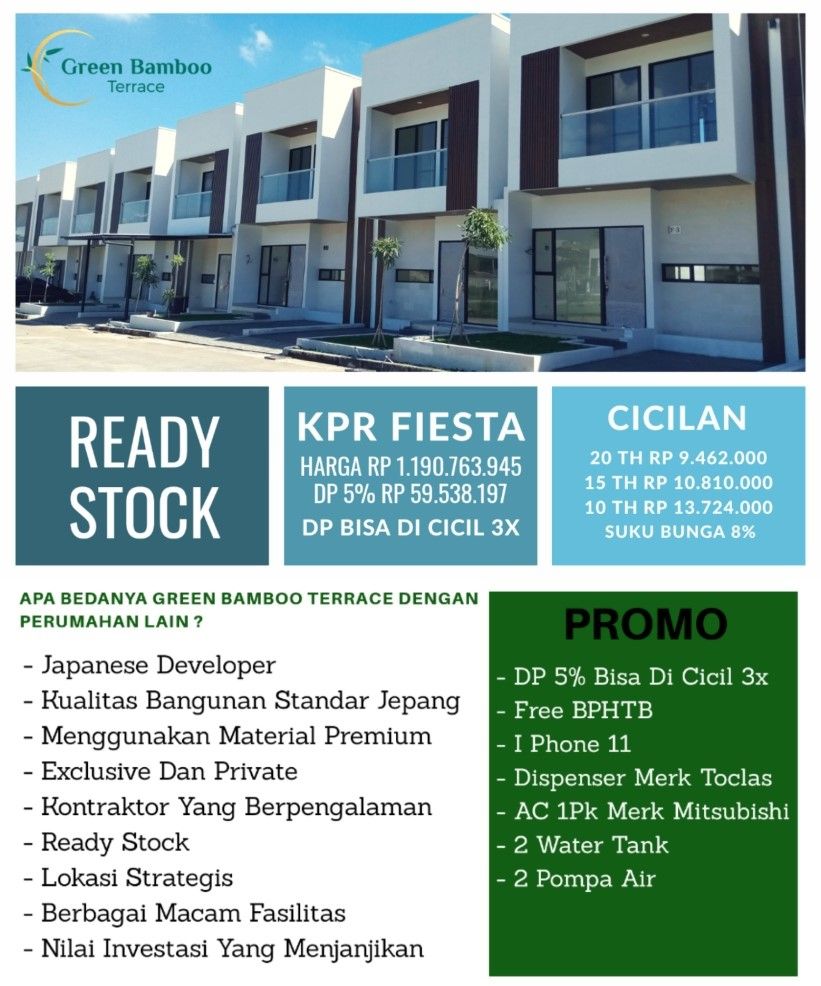 Green Bamboo
Terrace
READY
STOCK
KPR FIESTA
HARGA RP 1.190.763.945
DP 5% RP 59.538.197
DP BISA DI CICIL 3X
CICILAN
20 TH RP 9.462.000
15 TH RP 10.810.000
10 TH RP 13.724.000
SUKU BUNGA 8%
APA BEDANYA GREEN BAMBOO TERRACE DENGAN
PERUMAHAN LAIN ?
- Japanese Developer
- Kualitas Bangunan Standar Jepang
- Menggunakan Material Premium
- Exclusive Dan Private
- Kontraktor Yang Berpengalaman
- Ready Stock
- Lokasi Strategis
- Berbagai Macam Fasilitas
- Nilai Investasi Yang Menjanjikan
PROMO
- DP 5% Bisa Di Cicil 3x
- Free BPHTB
- I Phone 11
- Dispenser Merk Toclas
- AC 1Pk Merk Mitsubishi
- 2 Water Tank
- 2 Pompa Air